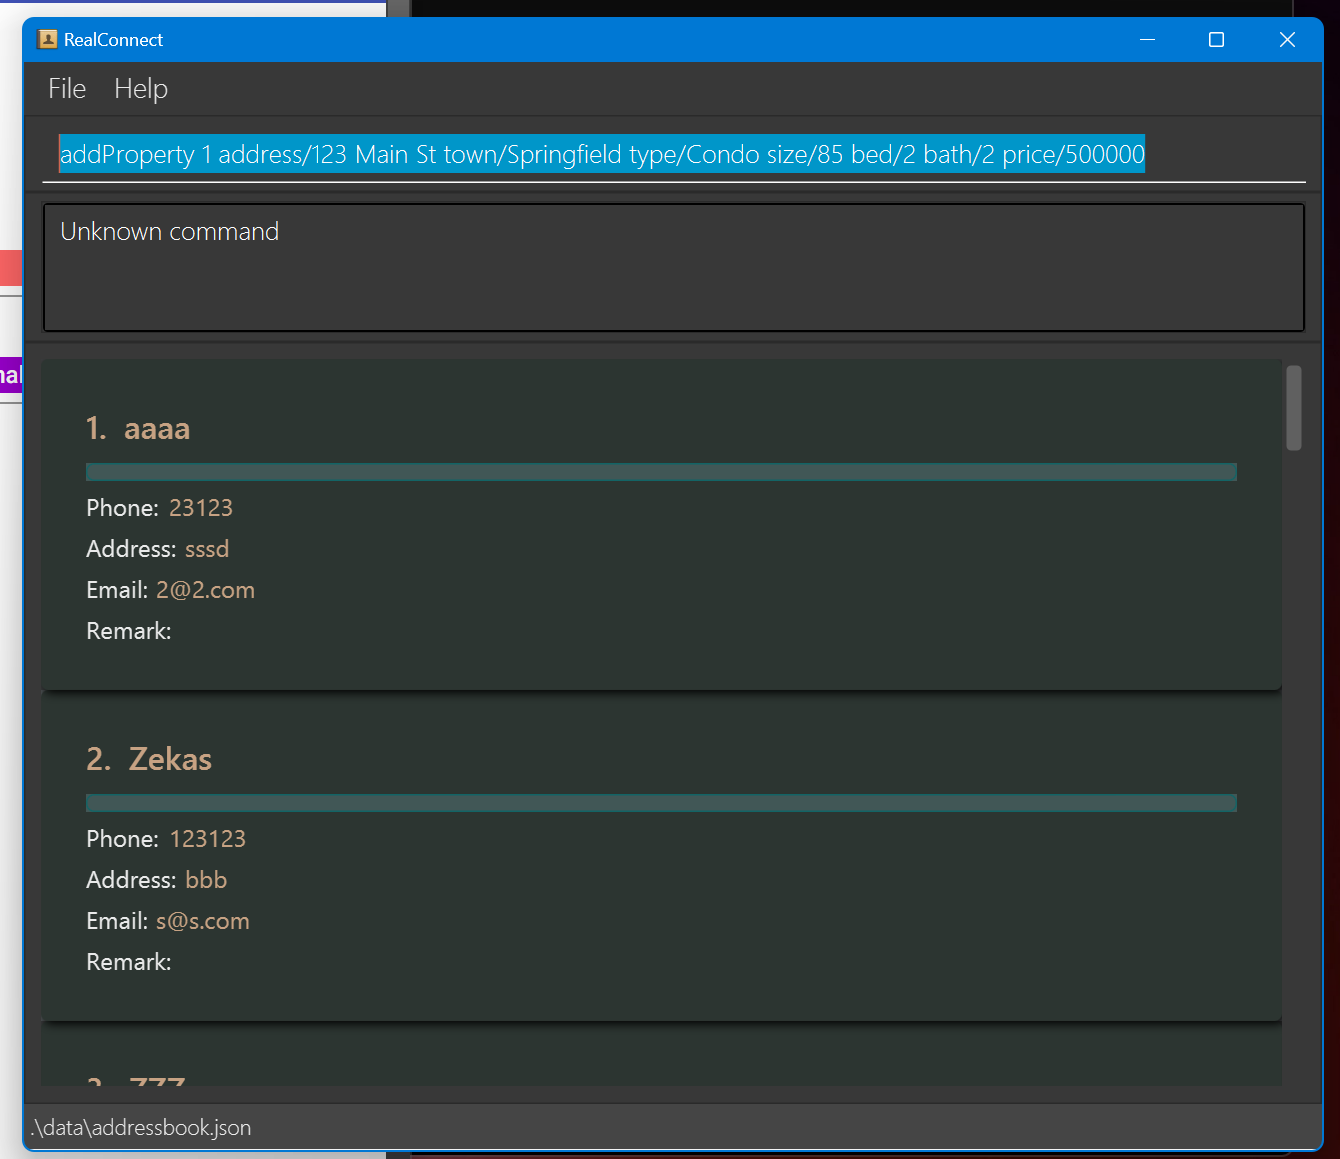 RealConnect
File Help
addProperty 1 address/123 Main St town/Springfield type/Condo size/85 bed/2 bath/2 price/500000
Unknown command
1. aaaa
Phone: 23123
Address: sssd
Email: 2@2.com
Remark:
2. Zekas
Phone: 123123
Address: bbb
Email: s@s.com
Remark:
.\data\addressbook.json